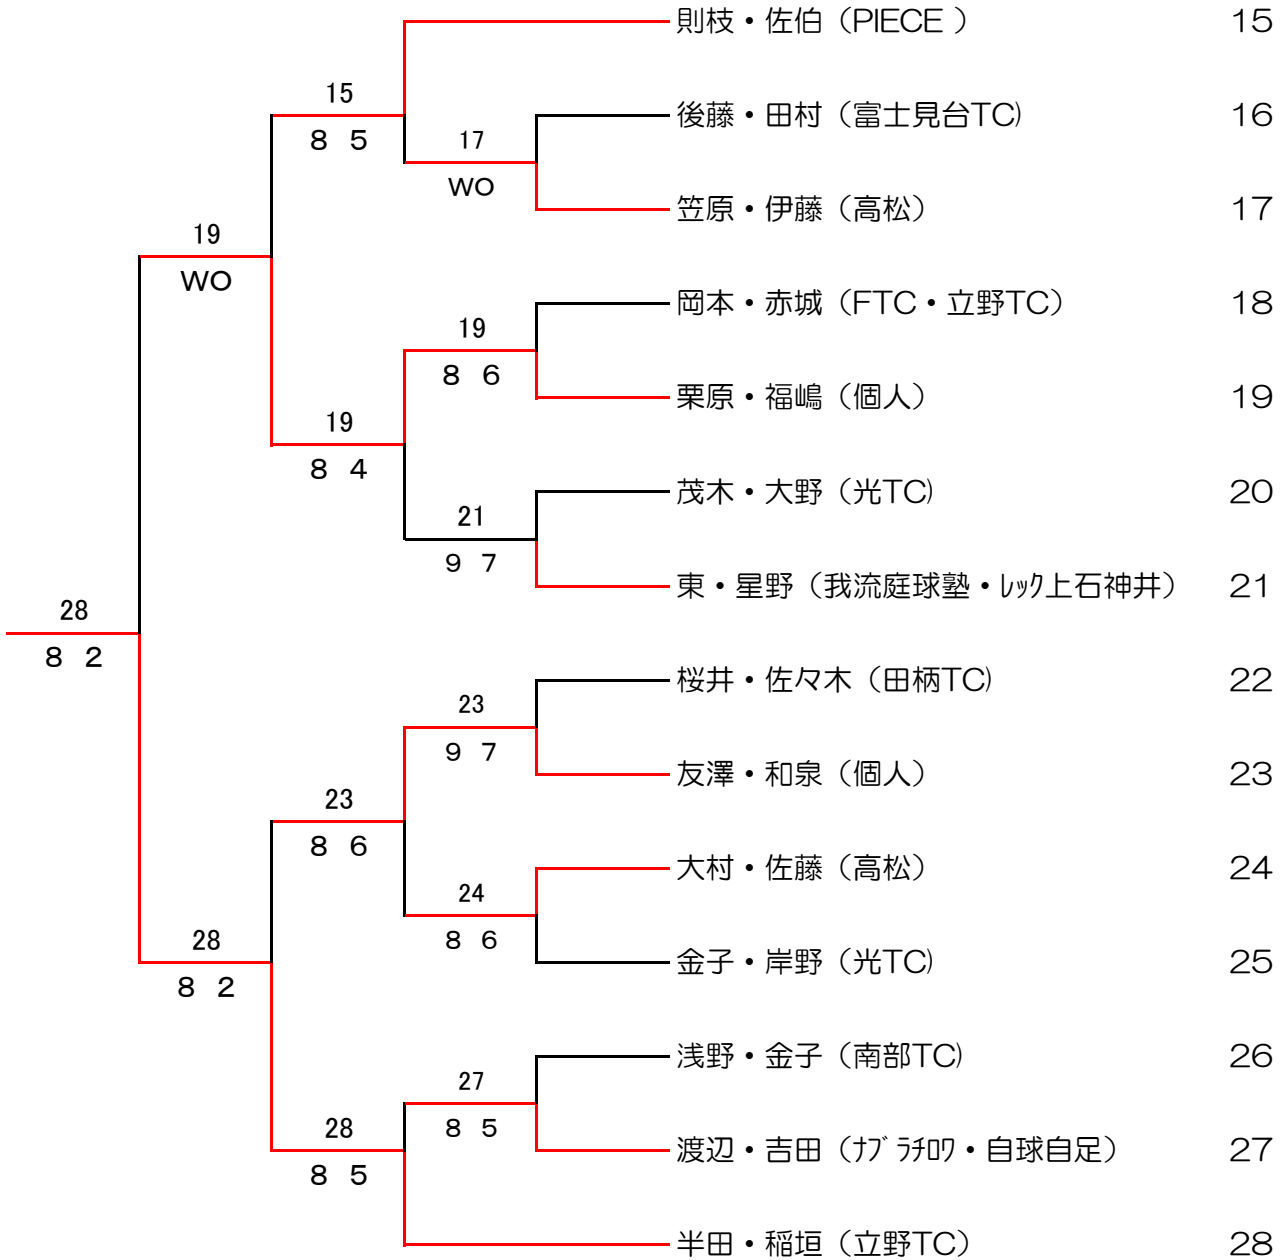 則枝・佐伯（PIECE ） 15
15
後藤・田村（富士見台TC) 16
8 5
17
WO
笠原・伊藤（高松） 17
19
WO
岡本・赤城（FTC・立野TC） 18
19
8 6
栗原・福嶋（個人） 19
19
8 4
茂木・大野（光TC) 20
21
9 7
東・星野（我流庭球塾・ﾚｯｸ上石神井） 21
28
8 2
桜井・佐々木（田柄TC) 22
23
9 7
友澤・和泉（個人） 23
23
8 6
大村・佐藤（高松） 24
24
8 6
28
金子・岸野（光TC) 25
8 2
浅野・金子（南部TC) 26
27
8 5
28
渡辺・吉田（ﾅﾌﾞﾗﾁﾛﾜ・自球自足） 27
8 5
半田・稲垣（立野TC） 28